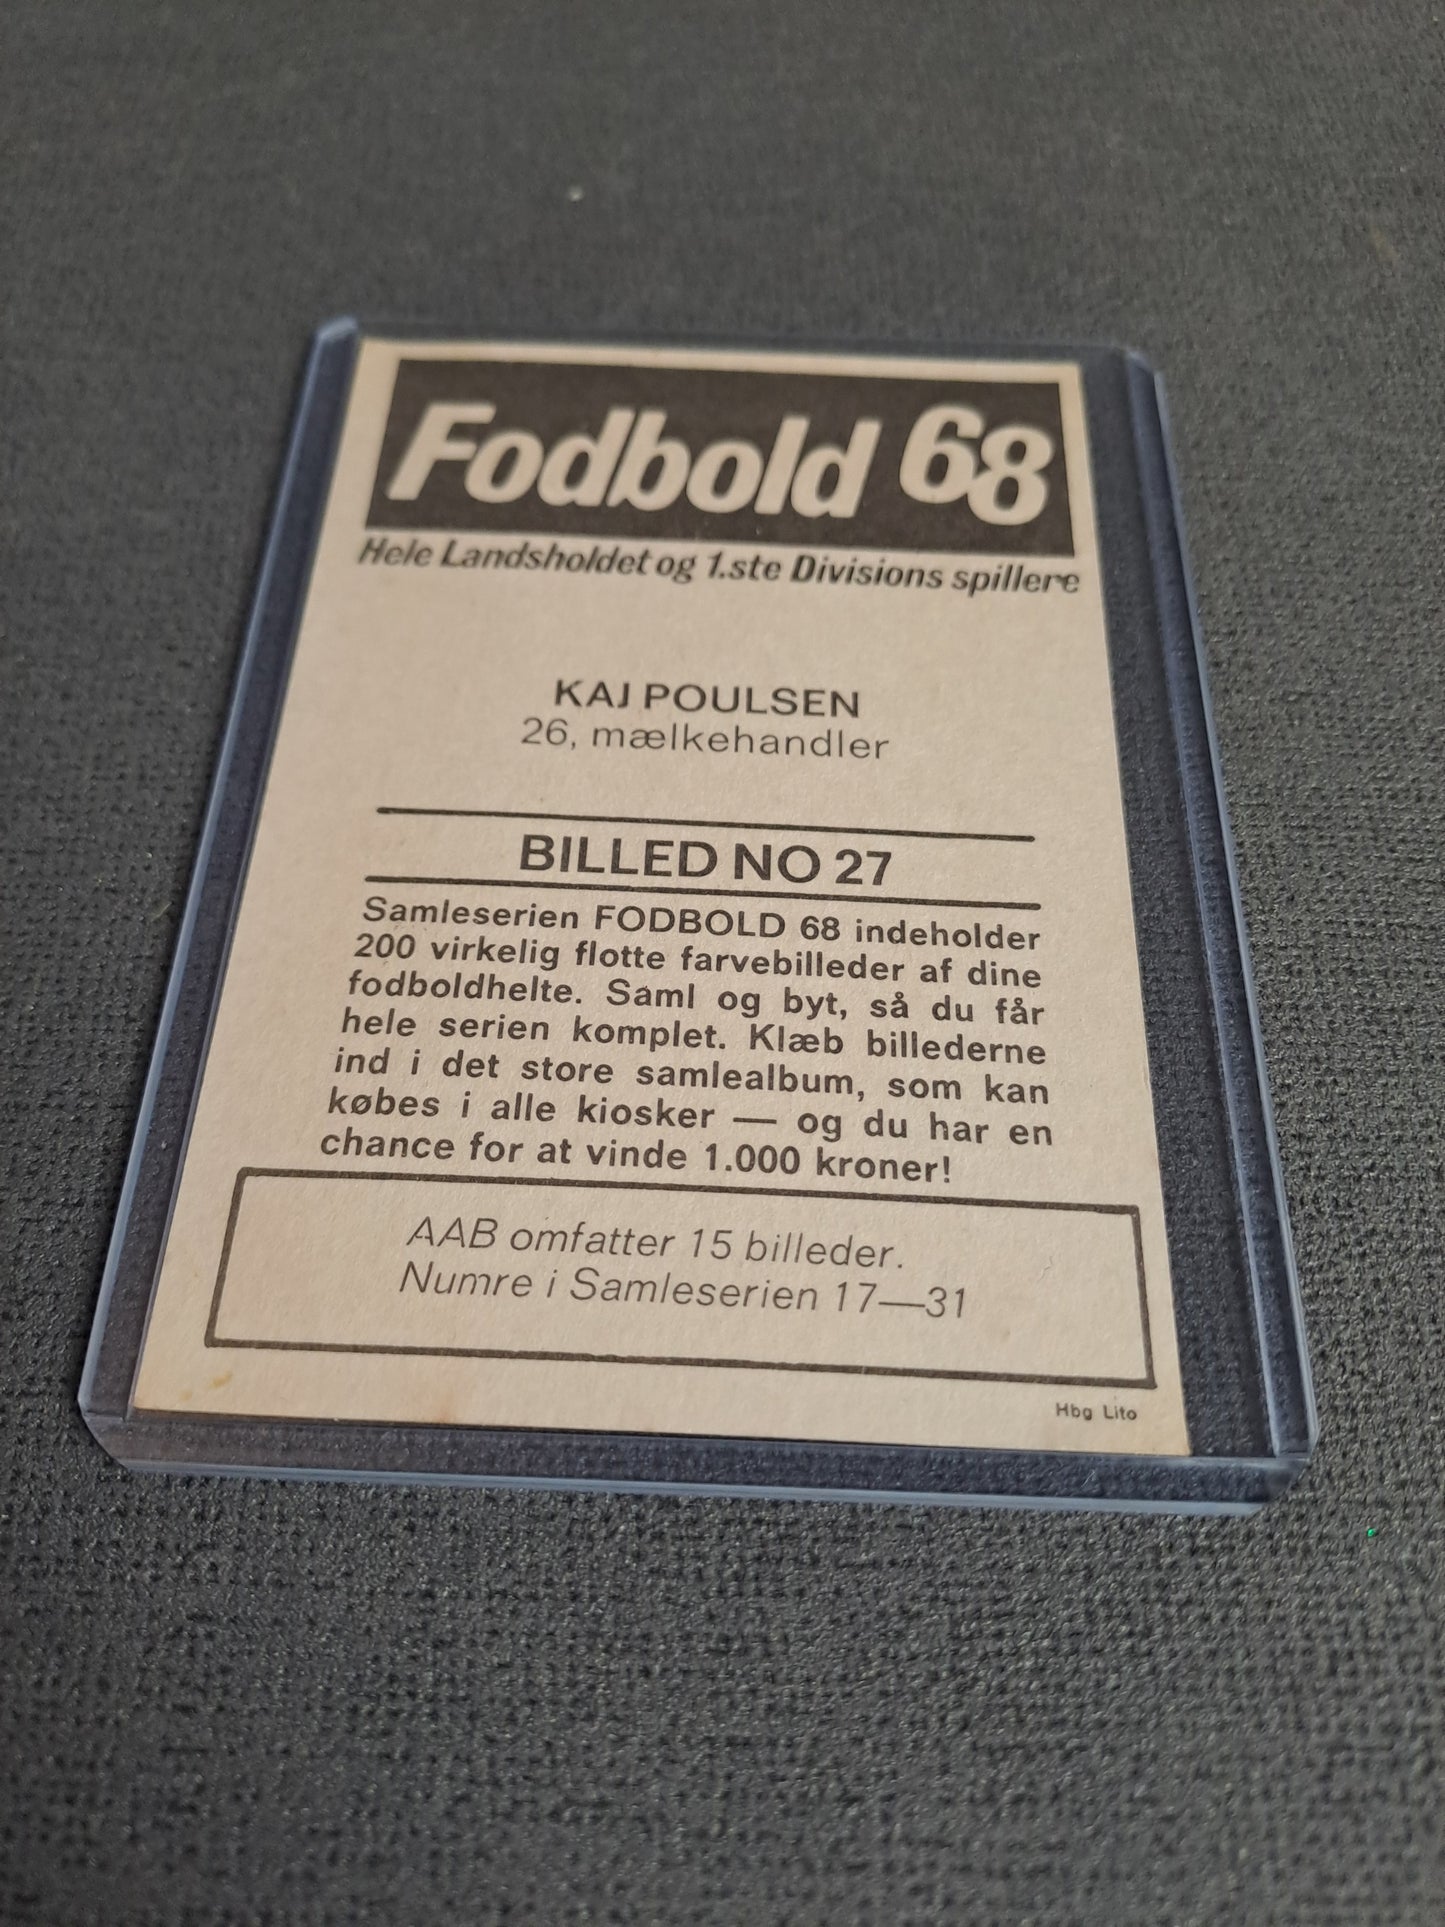 Fodbold 68
Hele Landsholdet og 1.ste Divisions spillere
KAJ POULSEN
26, mælkehandler
BILLED NO 27
Samleserien FODBOLD 68 indeholder
200 virkelig flotte farvebilleder af dine
fodboldhelte. Saml og byt, så du får
hele serien komplet. Klæb billederne
ind i det store samlealbum, som kan
købes i alle kiosker — og du har en
chance for at vinde 1.000 kroner!
AAB omfatter 15 billeder.
Numre i Samleserien 17—31
Hbg Lito